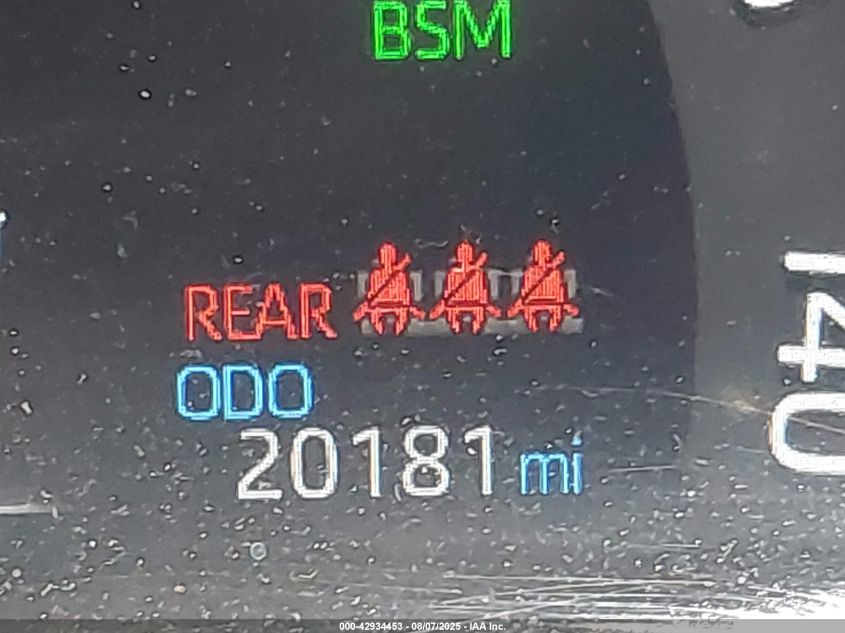 BSM
REAR
ODO
20181 mi
140
000-42934453 - 08/07/2025 - IAA Inc.